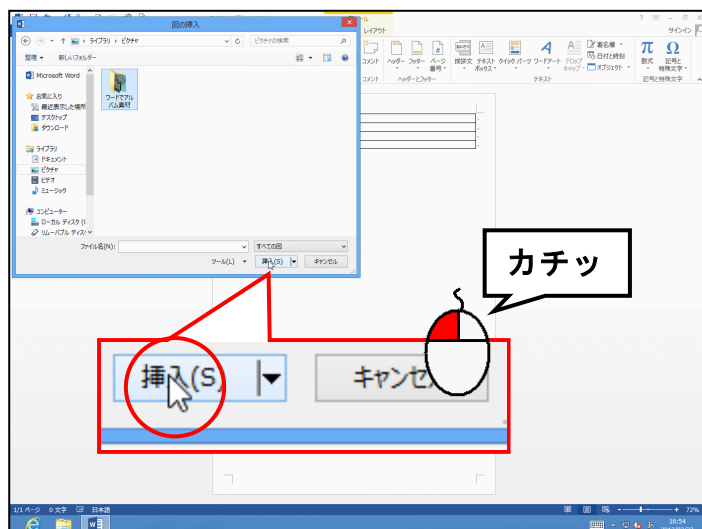 図の挿入
ール
レイアウト
サインイン
ライブラリ ▸ ピクチャ
ピクチャの検索
整理
新しいフォルダー
Microsoft Word
お気に入り
最近表示した場所
デスクトップ
ダウンロード
ライブラリ
ドキュメント
ピクチャ
ビデオ
ミュージック
コンピューター
ローカル ディスク (C
リムーバブル ディスク
ワードでアル
バム素材
ファイル名(N):
すべての図
ツール(L)
挿入(S)
キャンセル
コメント
ヘッダー
フッター
ページ
番号
挨拶文
テキスト
ボックス
クイック パーツ
ワードアート
ドロップ
キャップ
署名欄
日付と時刻
オブジェクト
数式
記号と
特殊文字
コメント
ヘッダーとフッター
テキスト
記号と特殊文字
カチッ
挿入(S)
キャンセ
1/1 ページ
0 文字
日本語
72%
16:54